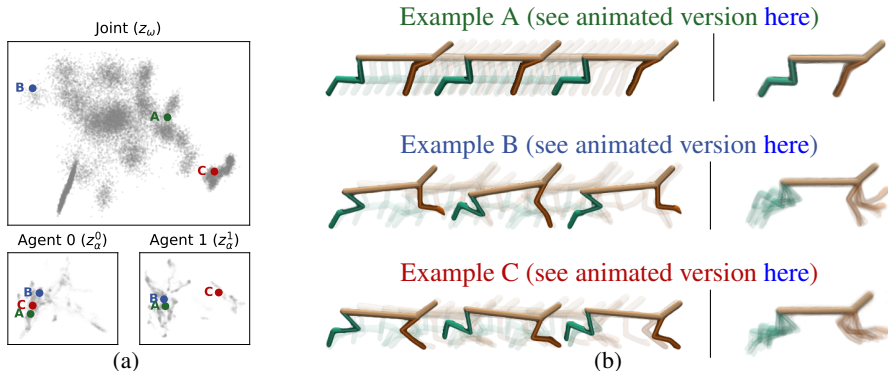 Joint (z_ω)
B
A
C
Agent 0 (z_α^0)
B
C
A
Agent 1 (z_α^1)
B
A
C
(a)
Example A (see animated version here)
Example B (see animated version here)
Example C (see animated version here)
(b)